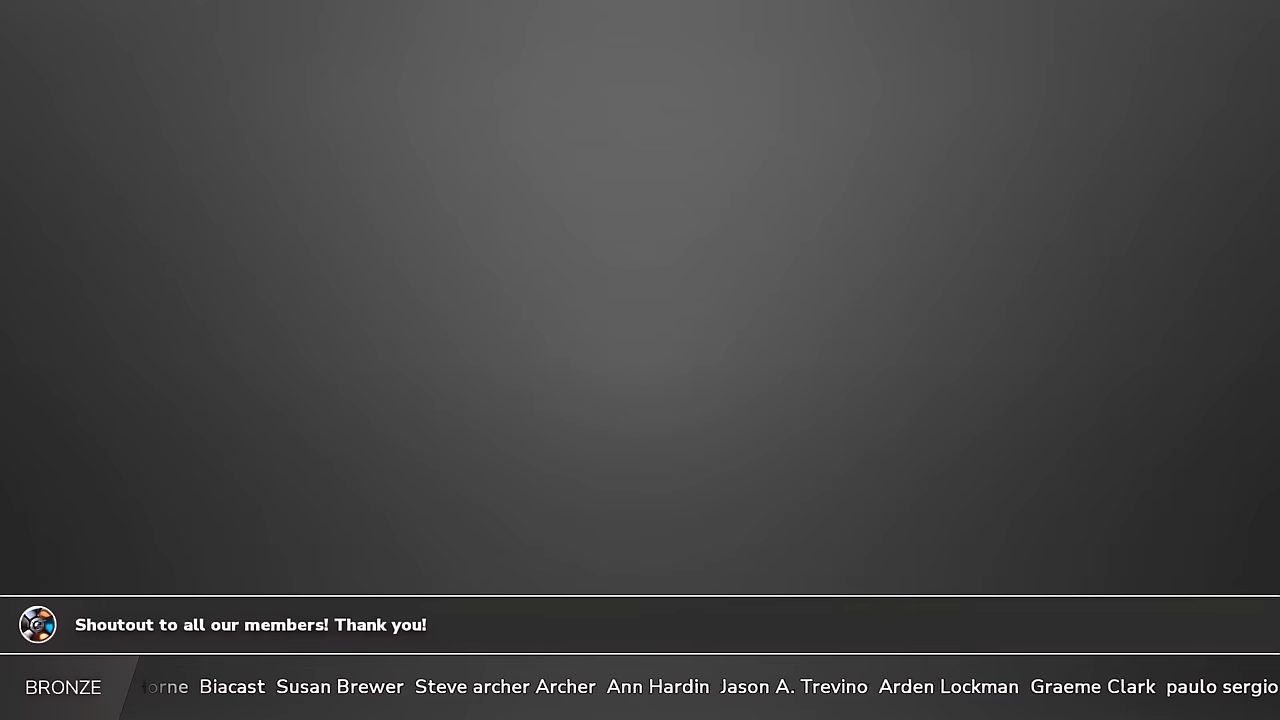 Shoutout to all our members! Thank you!
BRONZE
Biacast Susan Brewer Steve archer Archer Ann Hardin Jason A. Trevino Arden Lockman Graeme Clark paulo sergio